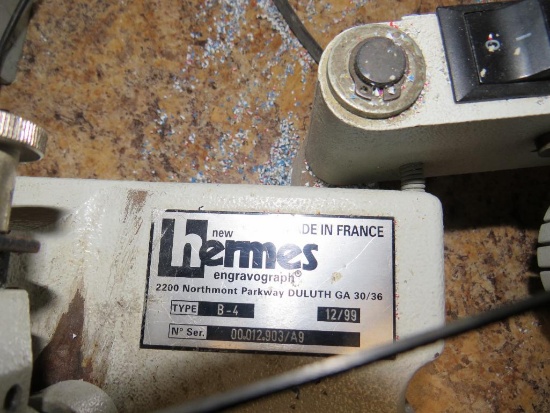 new DE IN FRANCE
hermes
engravograph®
2200 Northmont Parkway DULUTH GA 30/36
TYPE B-4 12/99
N° Ser. 00.012.903/A9